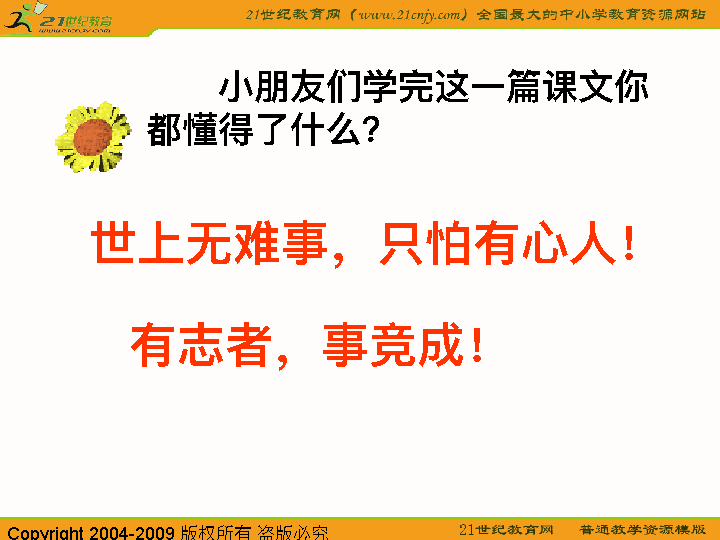 21世纪教育
www.21cnjy.com
21世纪教育网（www.21cnjy.com）全国最大的中小学教育资源网站
小朋友们学完这一篇课文你
都懂得了什么？
世上无难事，只怕有心人！
有志者，事竞成！
Copyright 2004-2009 版权所有 盗版必究
21世纪教育网 普通教学资源模版